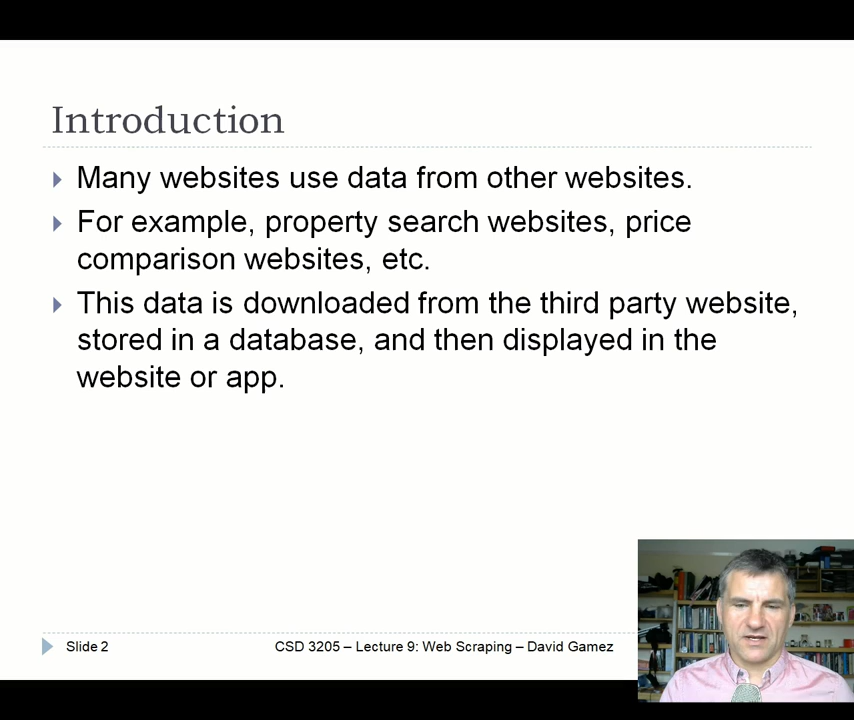 Introduction
Many websites use data from other websites.
For example, property search websites, price
comparison websites, etc.
This data is downloaded from the third party website,
stored in a database, and then displayed in the
website or app.
Slide 2
CSD 3205 – Lecture 9: Web Scraping – David Gamez